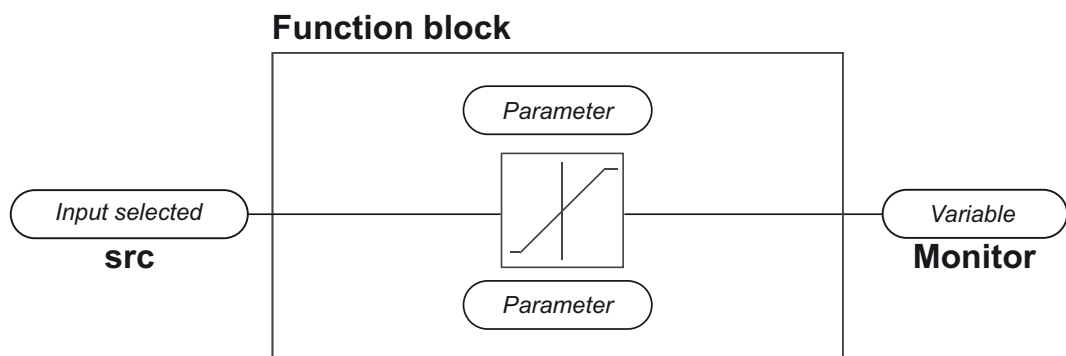 Function block
Parameter
Input selected
src
Variable
Monitor
Parameter